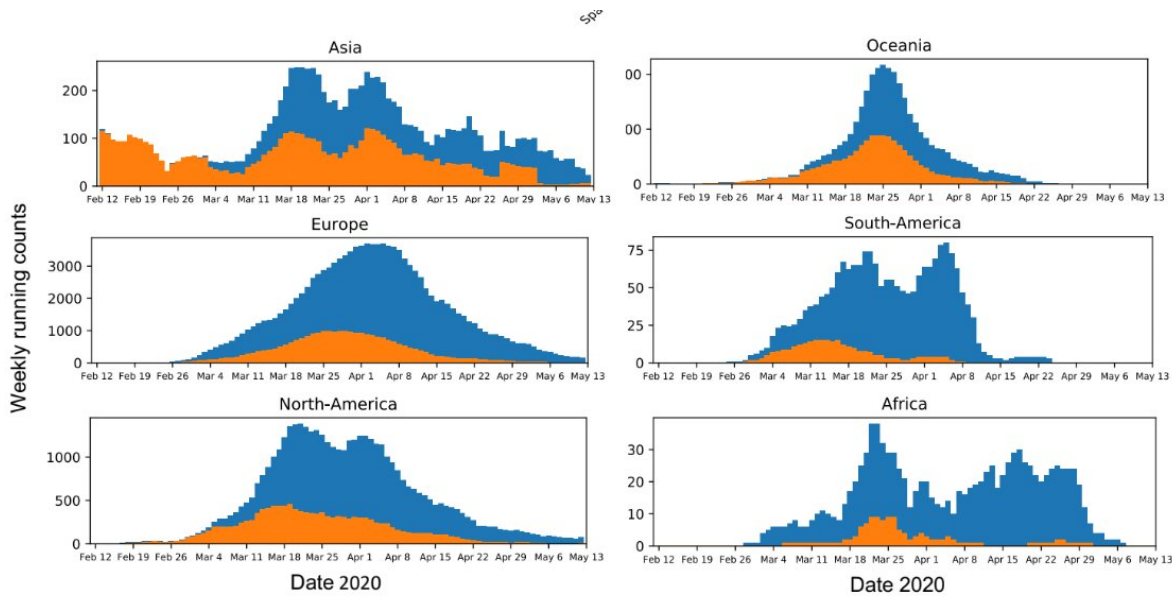 Spa
Asia
Oceania
200
100
0
00
00
0
Feb 12 Feb 19 Feb 26 Mar 4 Mar 11 Mar 18 Mar 25 Apr 1 Apr 8 Apr 15 Apr 22 Apr 29 May 6 May 13
Feb 12 Feb 19 Feb 26 Mar 4 Mar 11 Mar 18 Mar 25 Apr 1 Apr 8 Apr 15 Apr 22 Apr 29 May 6 May 13
Weekly running counts
Europe
South-America
3000
2000
1000
0
75
50
25
0
Feb 12 Feb 19 Feb 26 Mar 4 Mar 11 Mar 18 Mar 25 Apr 1 Apr 8 Apr 15 Apr 22 Apr 29 May 6 May 13
Feb 12 Feb 19 Feb 26 Mar 4 Mar 11 Mar 18 Mar 25 Apr 1 Apr 8 Apr 15 Apr 22 Apr 29 May 6 May 13
North-America
Africa
1000
500
0
30
20
10
0
Feb 12 Feb 19 Feb 26 Mar 4 Mar 11 Mar 18 Mar 25 Apr 1 Apr 8 Apr 15 Apr 22 Apr 29 May 6 May 13
Feb 12 Feb 19 Feb 26 Mar 4 Mar 11 Mar 18 Mar 25 Apr 1 Apr 8 Apr 15 Apr 22 Apr 29 May 6 May 13
Date 2020
Date 2020